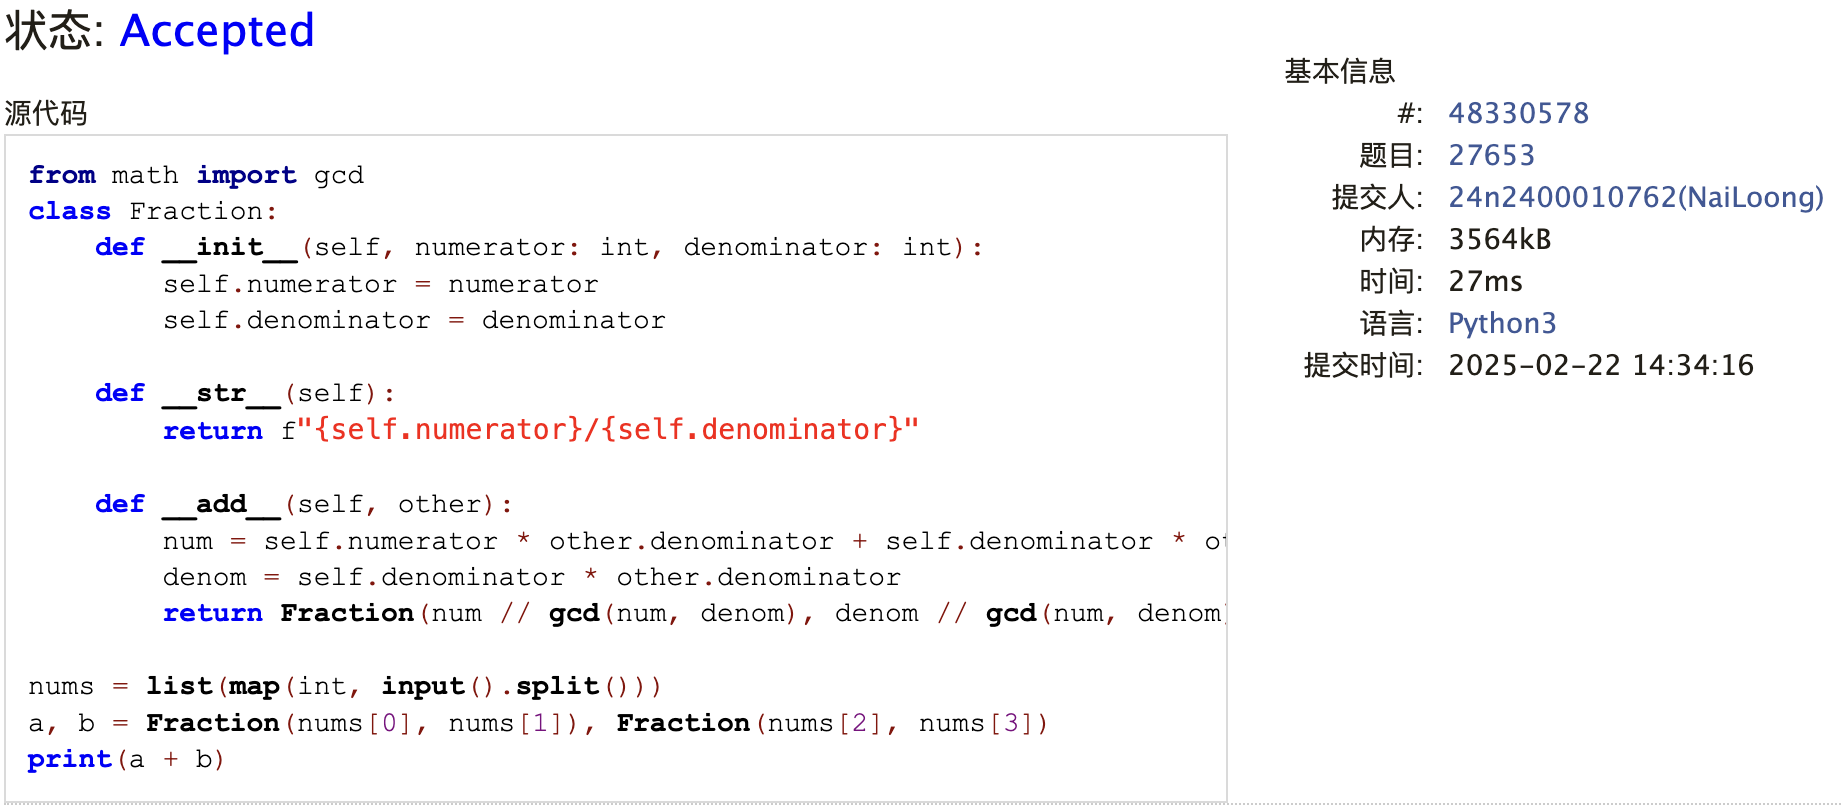 状态: Accepted
源代码
from math import gcd
class Fraction:
    def __init__(self, numerator: int, denominator: int):
        self.numerator = numerator
        self.denominator = denominator
    def __str__(self):
        return f"{self.numerator}/{self.denominator}"
    def __add__(self, other):
        num = self.numerator * other.denominator + self.denominator *
        denom = self.denominator * other.denominator
        return Fraction(num // gcd(num, denom), denom // gcd(num, denom
nums = list(map(int, input().split()))
a, b = Fraction(nums[0], nums[1]), Fraction(nums[2], nums[3])
print(a + b)
基本信息
#: 48330578
题目: 27653
提交人: 24n2400010762(NaiLoong)
内存: 3564kB
时间: 27ms
语言: Python3
提交时间: 2025-02-22 14:34:16